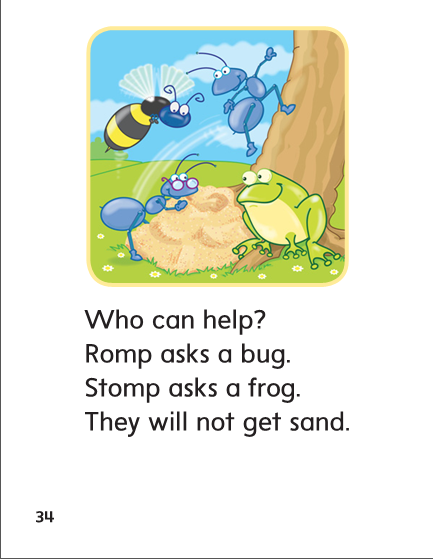 Who can help?
Romp asks a bug.
Stomp asks a frog.
They will not get sand.
34